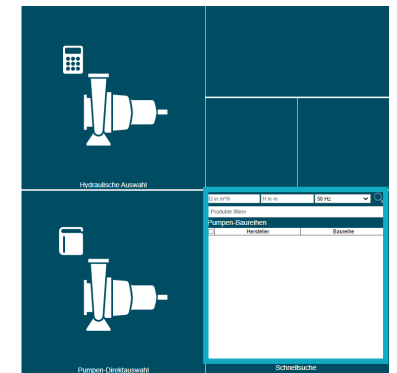 Hydraulische Auswahl
Q in m³/h
H in m
50 Hz
Produkte filtern
Pumpen-Baureihen
Hersteller
Baureihe
Pumpen-Direktauswahl
Schnellsuche